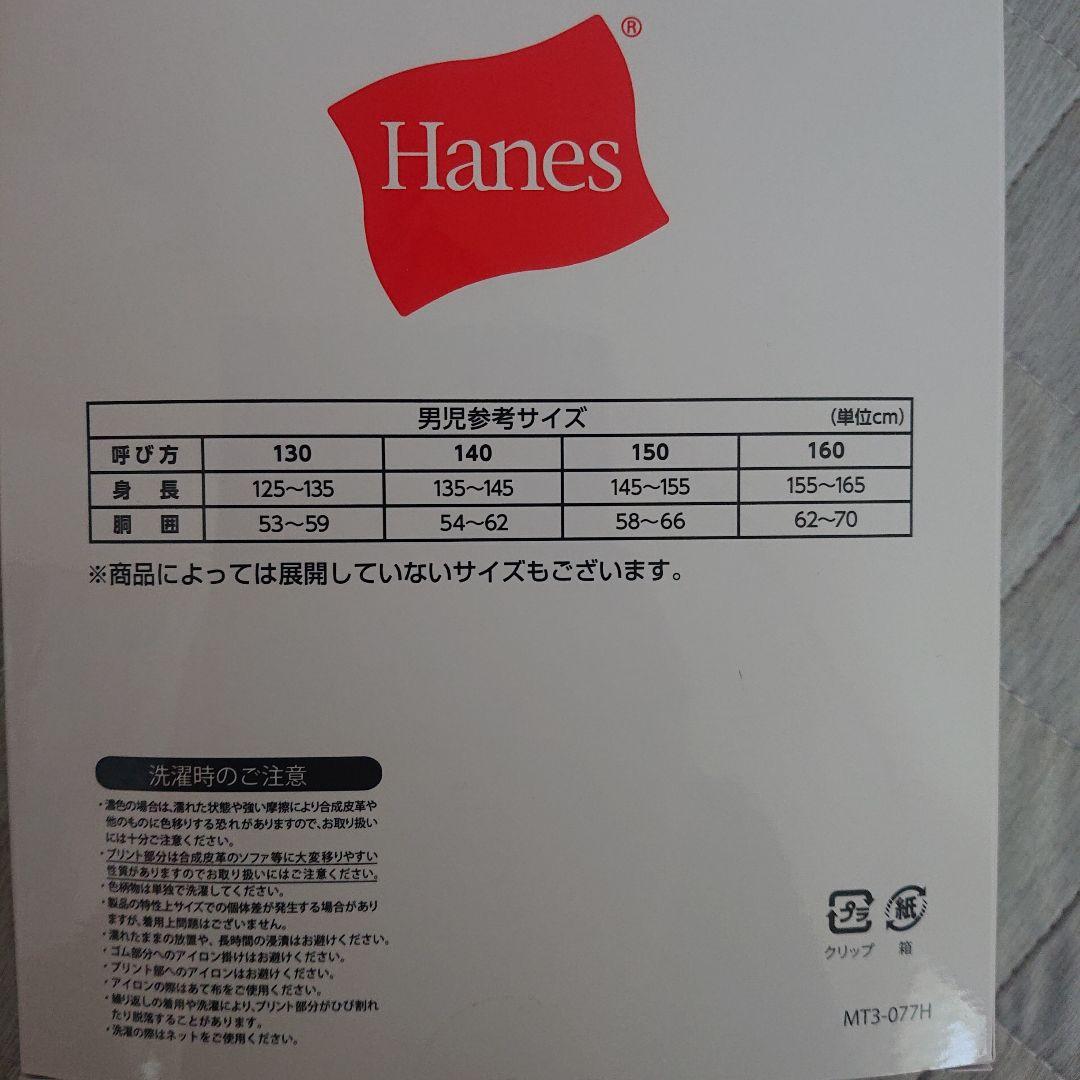 Hanes®
男児参考サイズ (単位cm)
呼び方 130 140 150 160
身長 125～135 135～145 145～155 155～165
胴囲 53～59 54～62 58～66 62～70
※商品によっては展開していないサイズもございます。
洗濯時のご注意
・濃色の場合は、濡れた状態や強い摩擦により合成皮革や
他のものに色移りする恐れがありますので、お取り扱い
には十分ご注意ください。
・プリント部分は合成皮革のソファ等に大変移りやすい
性質がありますのでお取り扱いにはご注意ください。
・色柄物は単独で洗濯してください。
・製品の特性上サイズでの個体差が発生する場合があり
ますが、着用上問題はございません。
・濡れたままの放置や、長時間の浸漬はお避けください。
・ゴム部分へのアイロン掛けはお避けください。
・プリント部へのアイロンはお避けください。
・アイロンの際はあて布をご使用ください。
・繰り返しの着用や洗濯により、プリント部分がひび割れ
たり脱落することがあります。
・洗濯の際はネットをご使用ください。
プラ 紙
クリップ 箱
MT3-077H